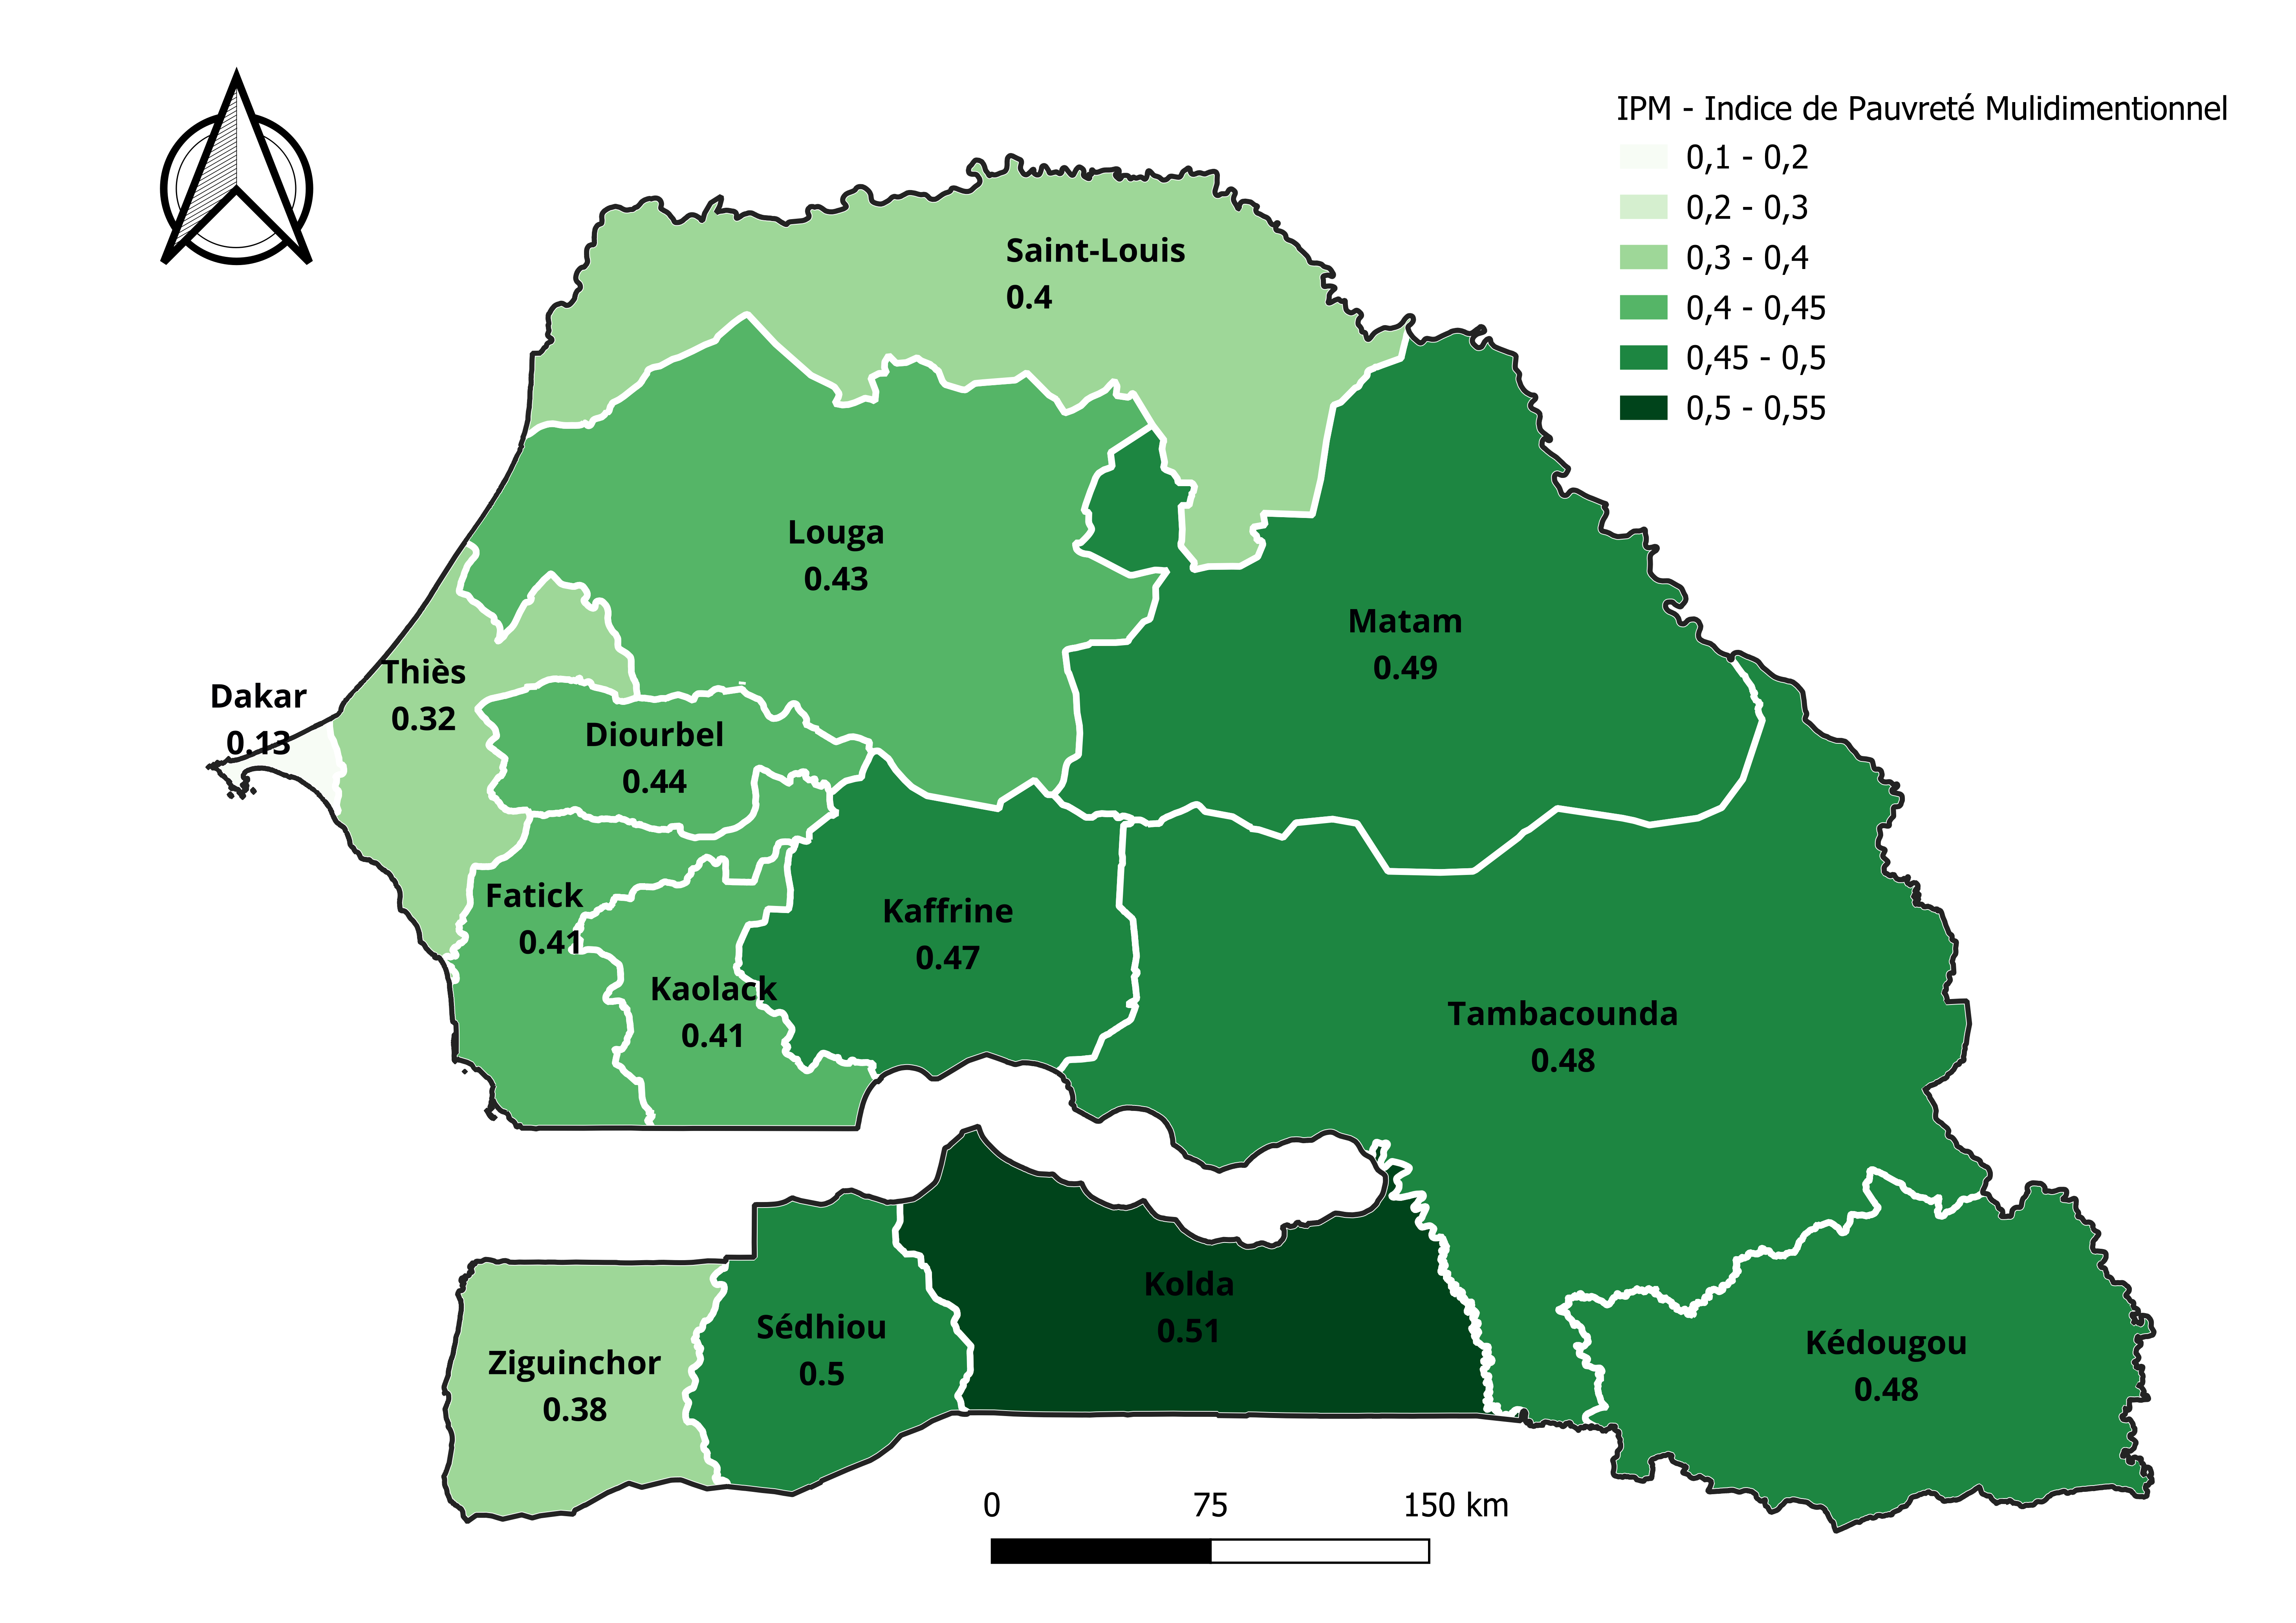 IPM - Indice de Pauvreté Mulidimentionnel
0,1 - 0,2
0,2 - 0,3
0,3 - 0,4
0,4 - 0,45
0,45 - 0,5
0,5 - 0,55
Saint-Louis
0.4
Louga
0.43
Matam
0.49
Thiès
0.32
Dakar
0.13
Diourbel
0.44
Fatick
0.41
Kaffrine
0.47
Kaolack
0.41
Tambacounda
0.48
Kolda
0.51
Sédhiou
0.5
Ziguinchor
0.38
Kédougou
0.48
0 75 150 km